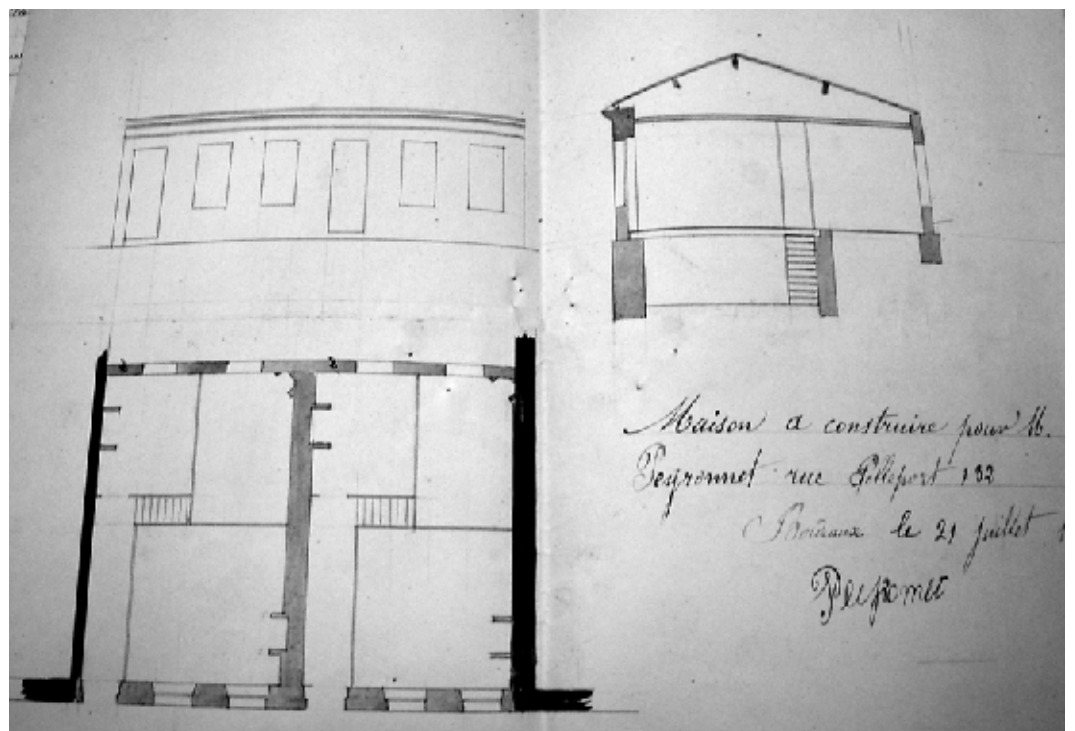 Maison a construire pour M.
Peyronnet rue Pelleport 132
Bordeaux le 21 juillet
Peyronnet